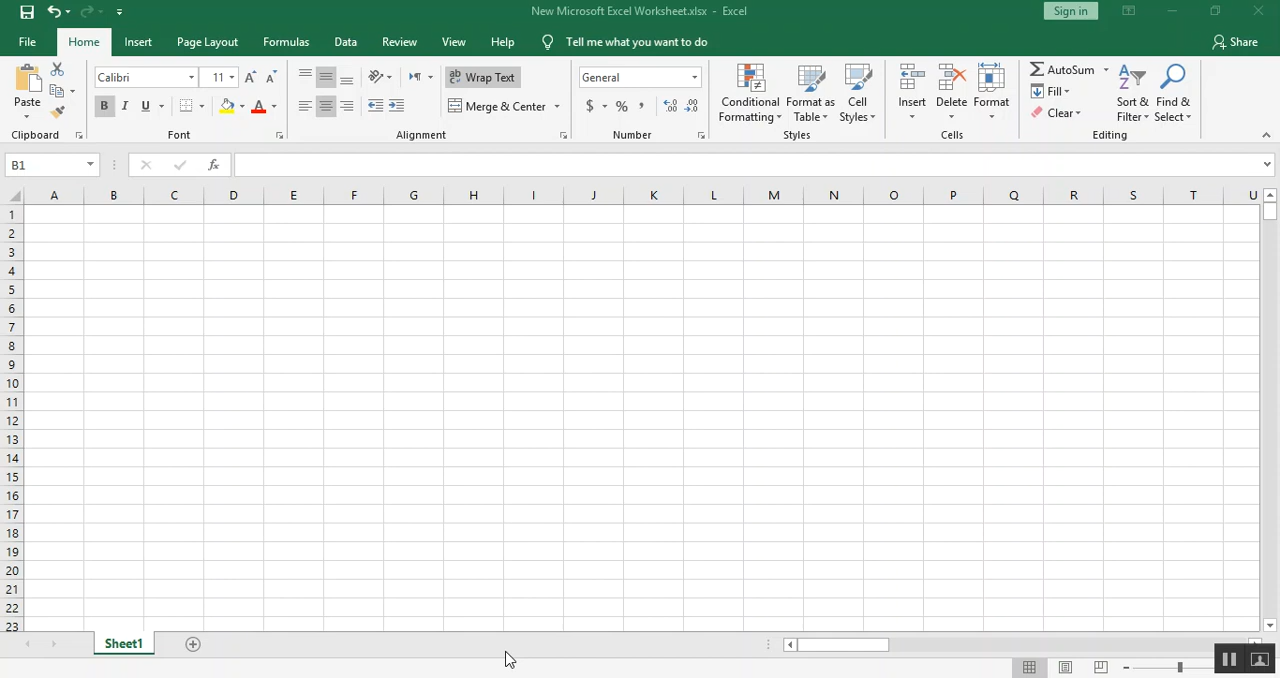 New Microsoft Excel Worksheet.xlsx - Excel
Sign in
File Home Insert Page Layout Formulas Data Review View Help Tell me what you want to do Share
Paste
Calibri 11
B I U A
ab Wrap Text
Merge & Center
General
$ % ,
Conditional Formatting
Format as Table
Cell Styles
Insert
Delete
Format
AutoSum
Fill
Clear
Sort & Filter
Find & Select
Clipboard Font Alignment Number Styles Cells Editing
B1 fx
A B C D E F G H I J K L M N O P Q R S T U
1
2
3
4
5
6
7
8
9
10
11
12
13
14
15
16
17
18
19
20
21
22
23
Sheet1